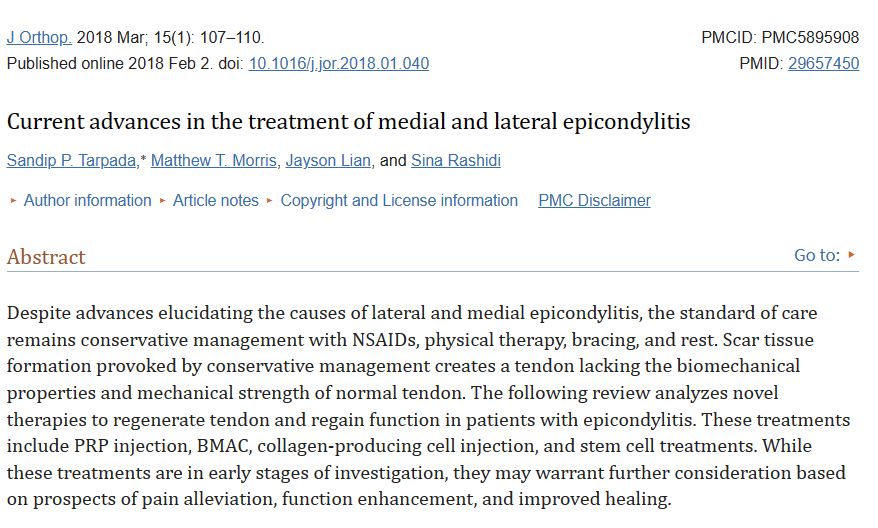 J Orthop. 2018 Mar; 15(1): 107–110. PMCID: PMC5895908
Published online 2018 Feb 2. doi: 10.1016/j.jor.2018.01.040 PMID: 29657450
Current advances in the treatment of medial and lateral epicondylitis
Sandip P. Tarpada,* Matthew T. Morris, Jayson Lian, and Sina Rashidi
▸ Author information ▸ Article notes ▸ Copyright and License information PMC Disclaimer
Abstract Go to: ▸
Despite advances elucidating the causes of lateral and medial epicondylitis, the standard of care
remains conservative management with NSAIDs, physical therapy, bracing, and rest. Scar tissue
formation provoked by conservative management creates a tendon lacking the biomechanical
properties and mechanical strength of normal tendon. The following review analyzes novel
therapies to regenerate tendon and regain function in patients with epicondylitis. These treatments
include PRP injection, BMAC, collagen-producing cell injection, and stem cell treatments. While
these treatments are in early stages of investigation, they may warrant further consideration based
on prospects of pain alleviation, function enhancement, and improved healing.